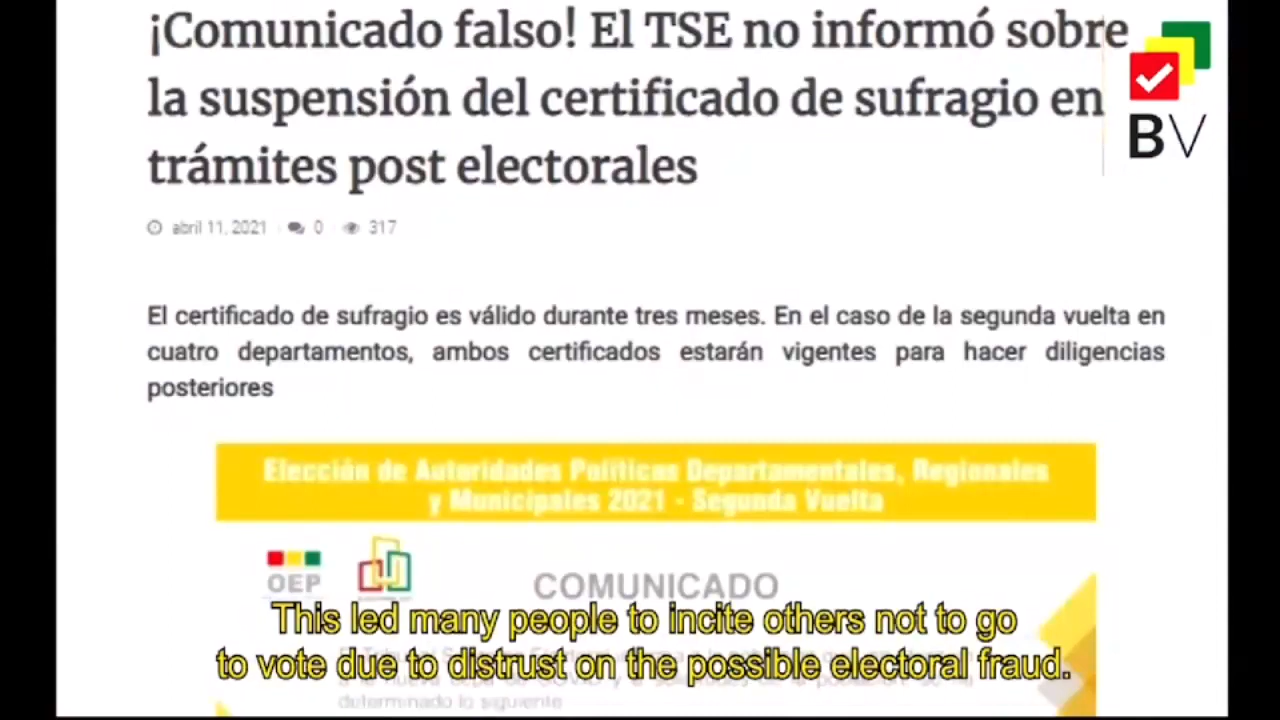 ¡Comunicado falso! El TSE no informó sobre
la suspensión del certificado de sufragio en
trámites post electorales
BV
abril 11, 2021 0 317
El certificado de sufragio es válido durante tres meses. En el caso de la segunda vuelta en
cuatro departamentos, ambos certificados estarán vigentes para hacer diligencias
posteriores
Elección de Autoridades Políticas Departamentales, Regionales
y Municipales 2021 - Segunda Vuelta
OEP
COMUNICADO
This led many people to incite others not to go
to vote due to distrust on the possible electoral fraud.
determinado lo siguiente